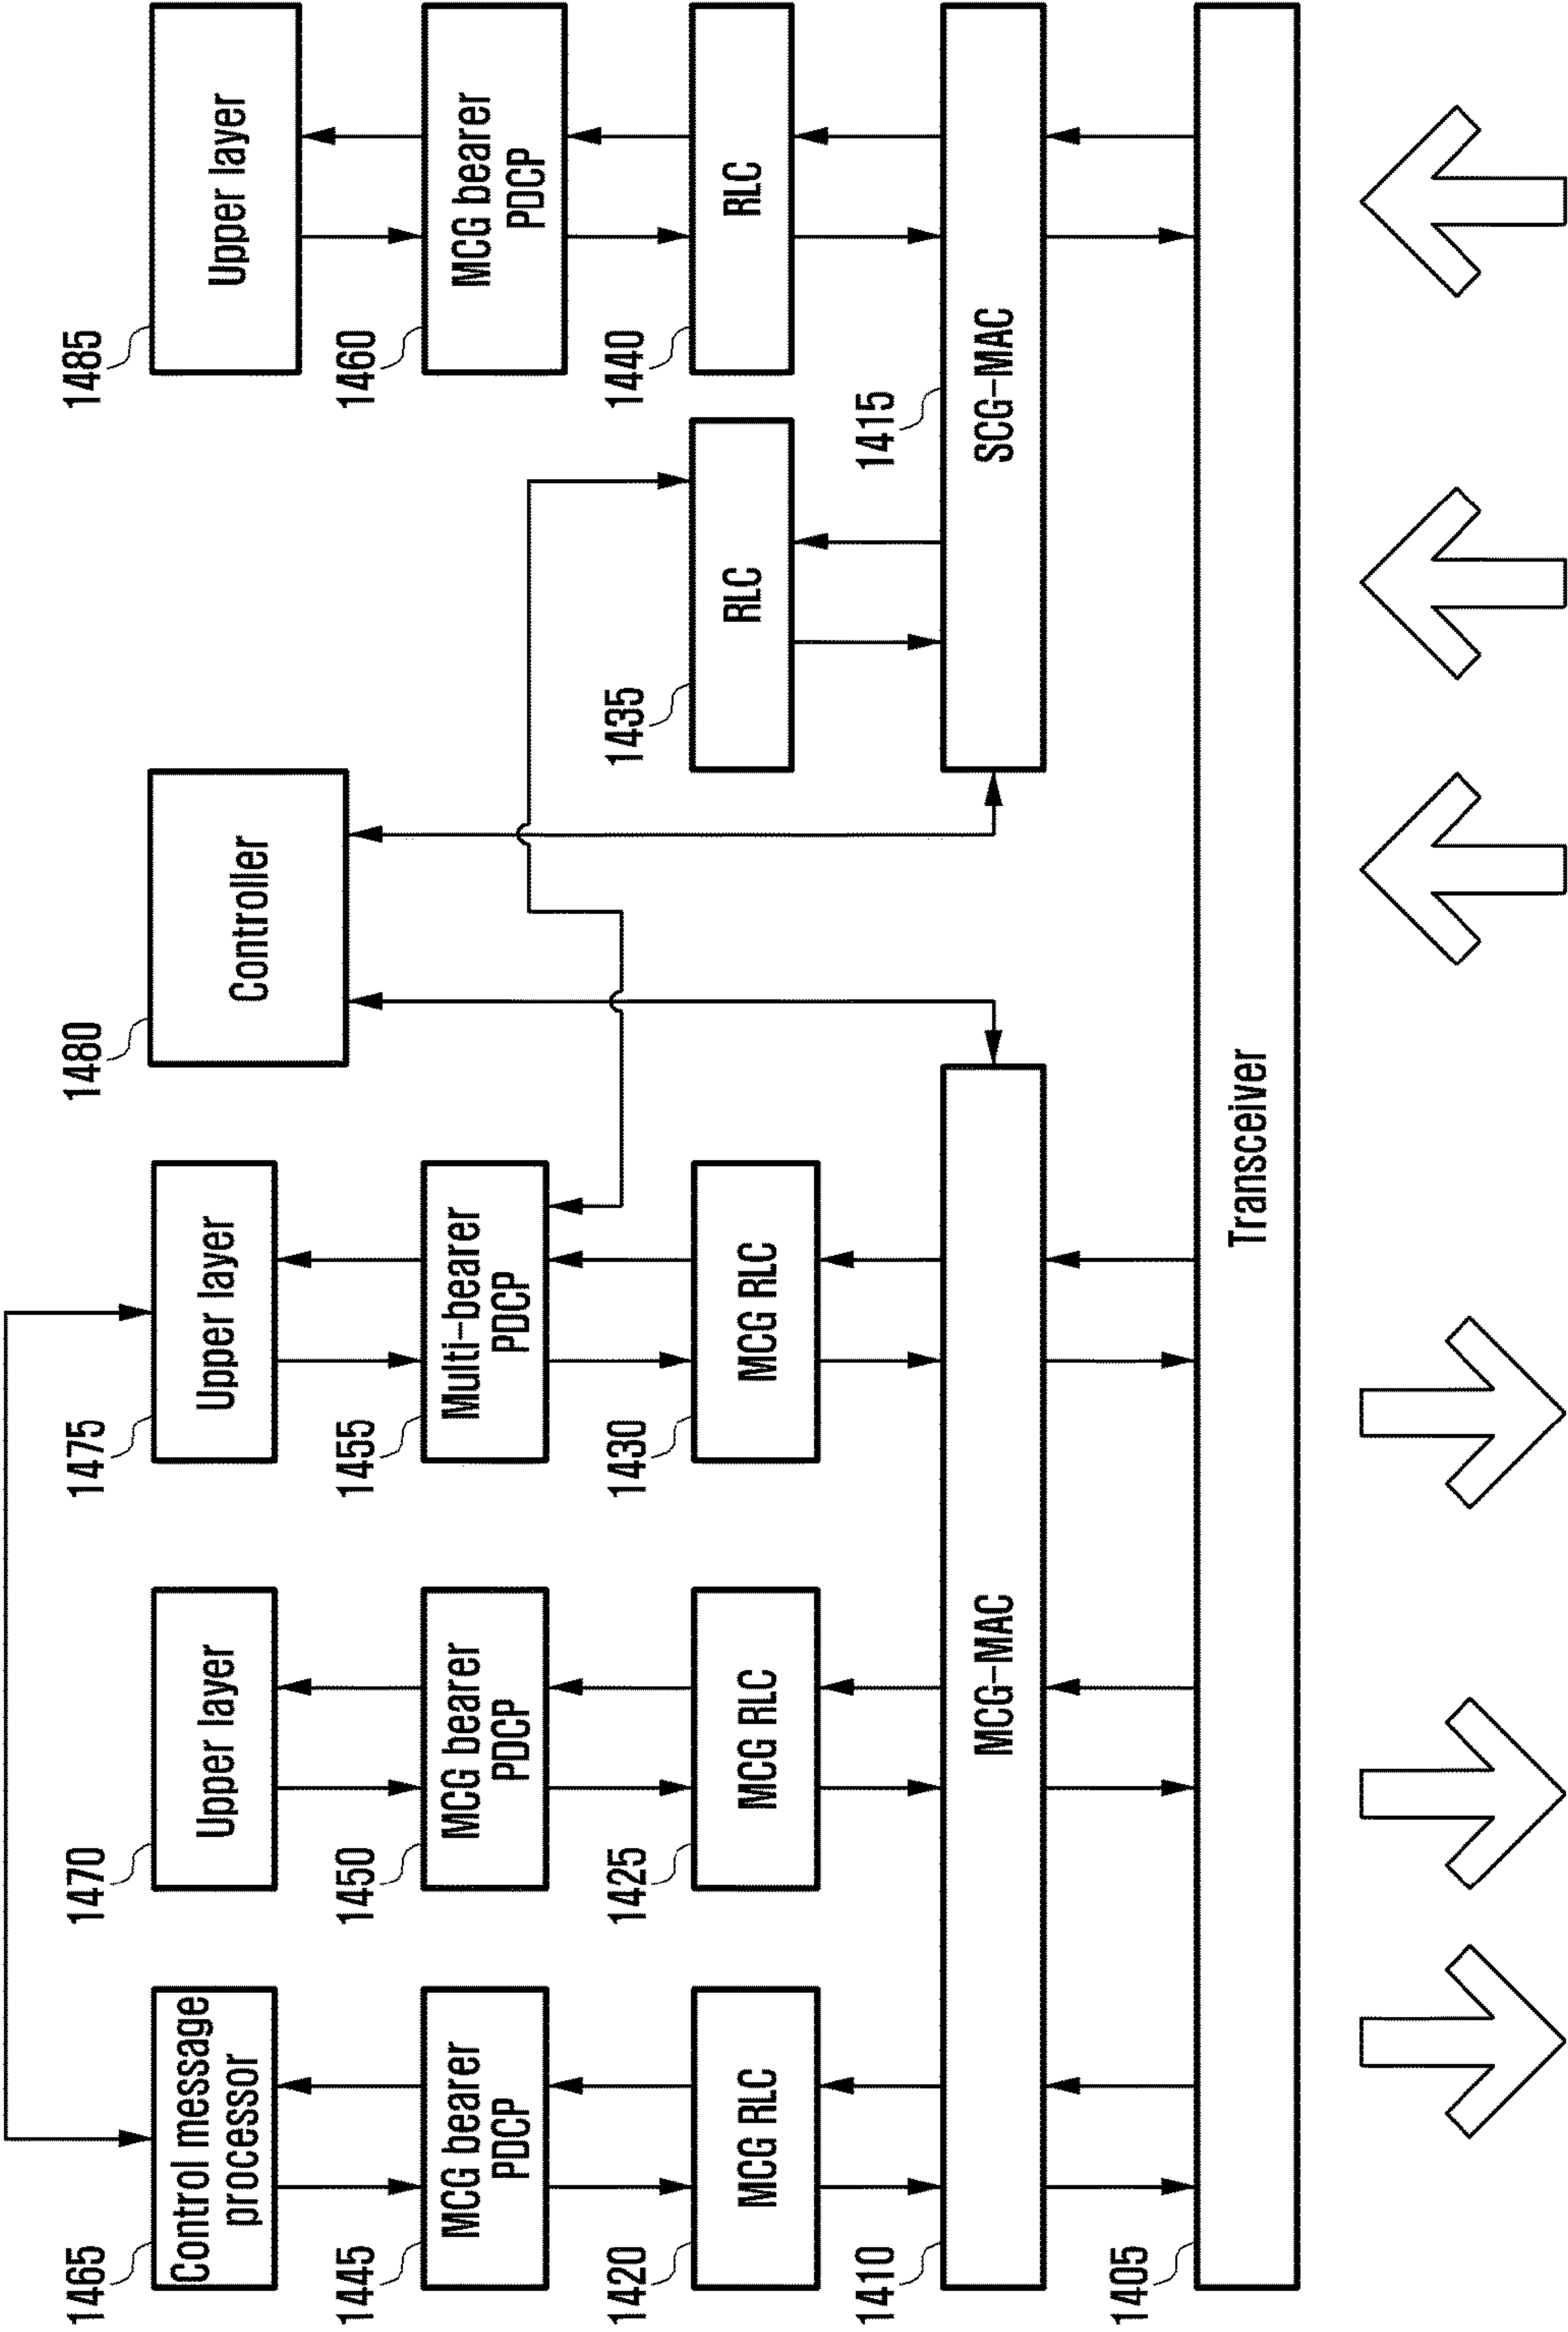 1465
Control message
processor
1470
Upper layer
1475
Upper layer
1480
Controller
1485
Upper layer
1445
MCG bearer
PDCP
1450
MCG bearer
PDCP
1455
Multi-bearer
PDCP
1460
MCG bearer
PDCP
1420
MCG RLC
1425
MCG RLC
1430
MCG RLC
1435
RLC
1440
RLC
1410
MCG-MAC
1415
SCG-MAC
1405
Transceiver